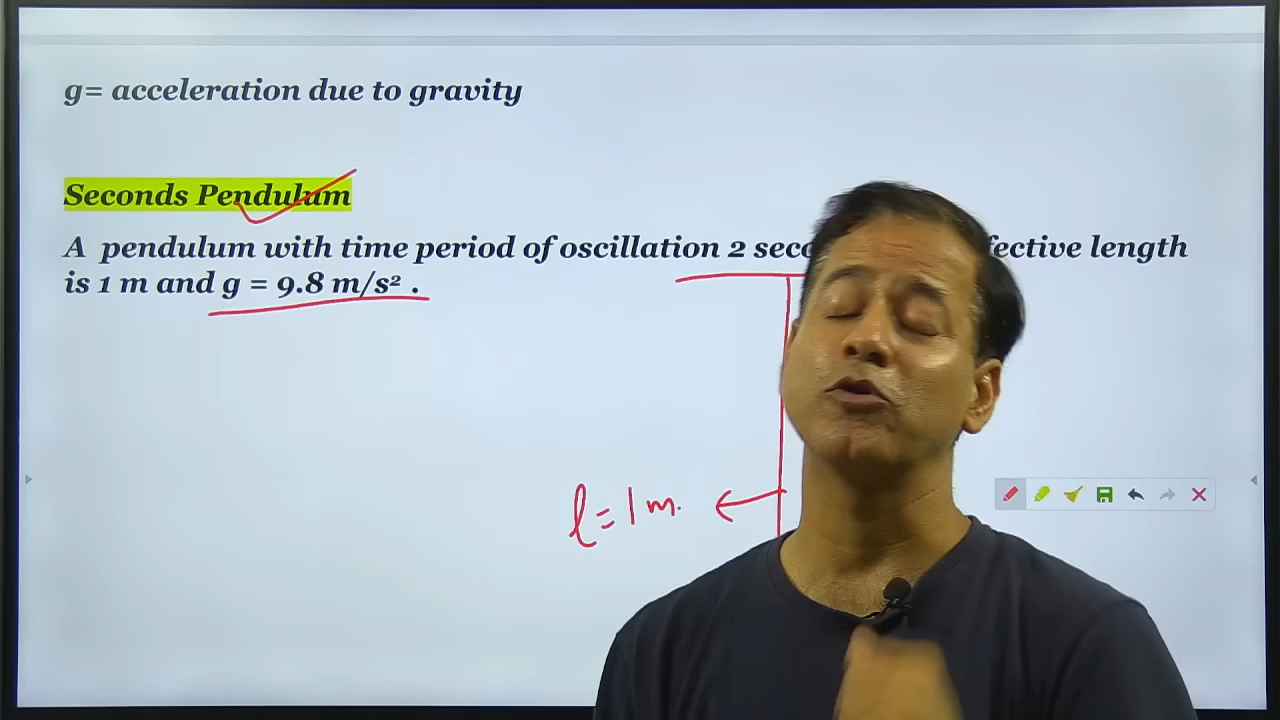 g= acceleration due to gravity
Seconds Pendulum
A pendulum with time period of oscillation 2 seco fective length
is 1 m and g = 9.8 m/s² .
l = 1 m.